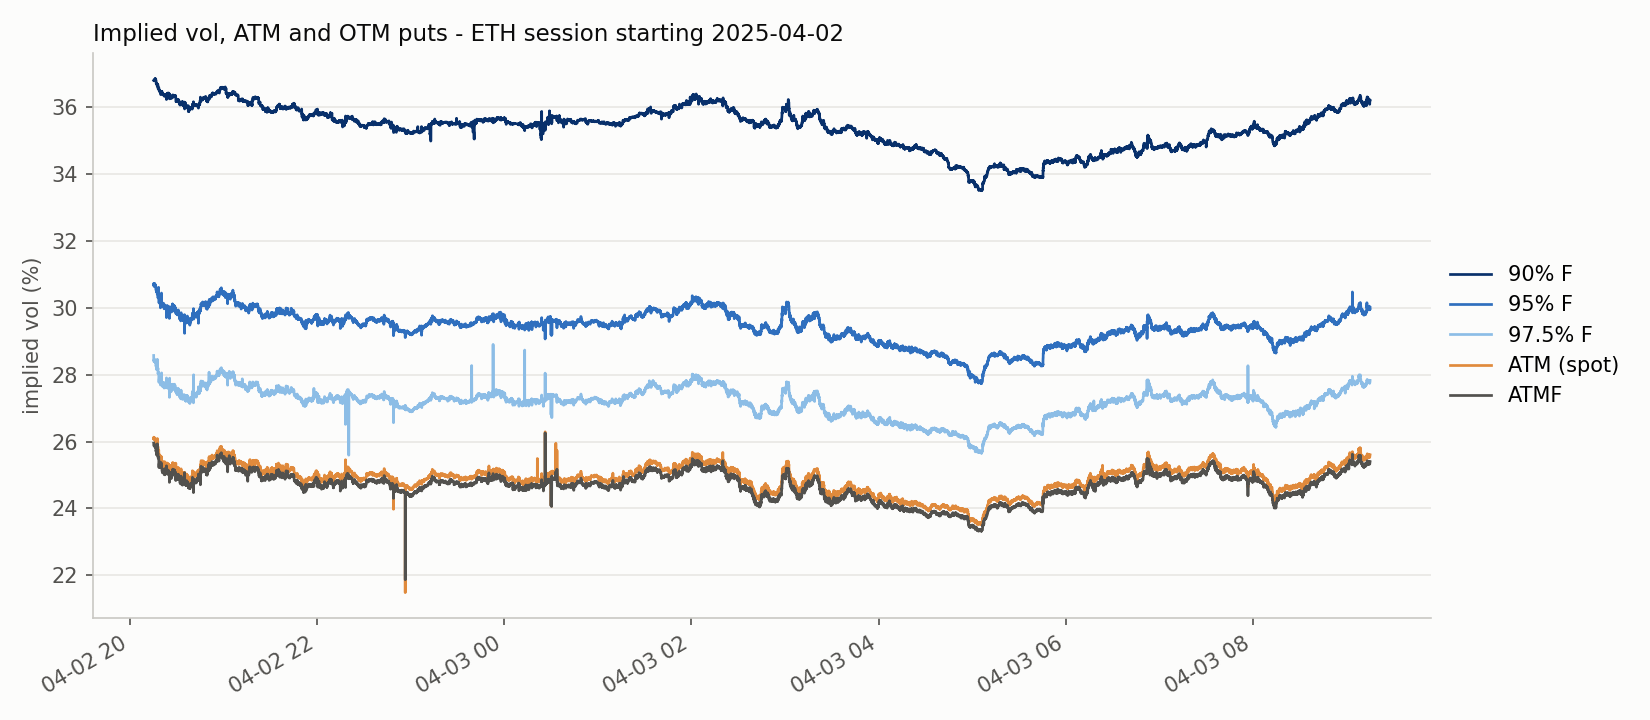 Implied vol, ATM and OTM puts - ETH session starting 2025-04-02
implied vol (%)
36
34
32
30
28
26
24
22
04-02 20
04-02 22
04-03 00
04-03 02
04-03 04
04-03 06
04-03 08
90% F
95% F
97.5% F
ATM (spot)
ATMF